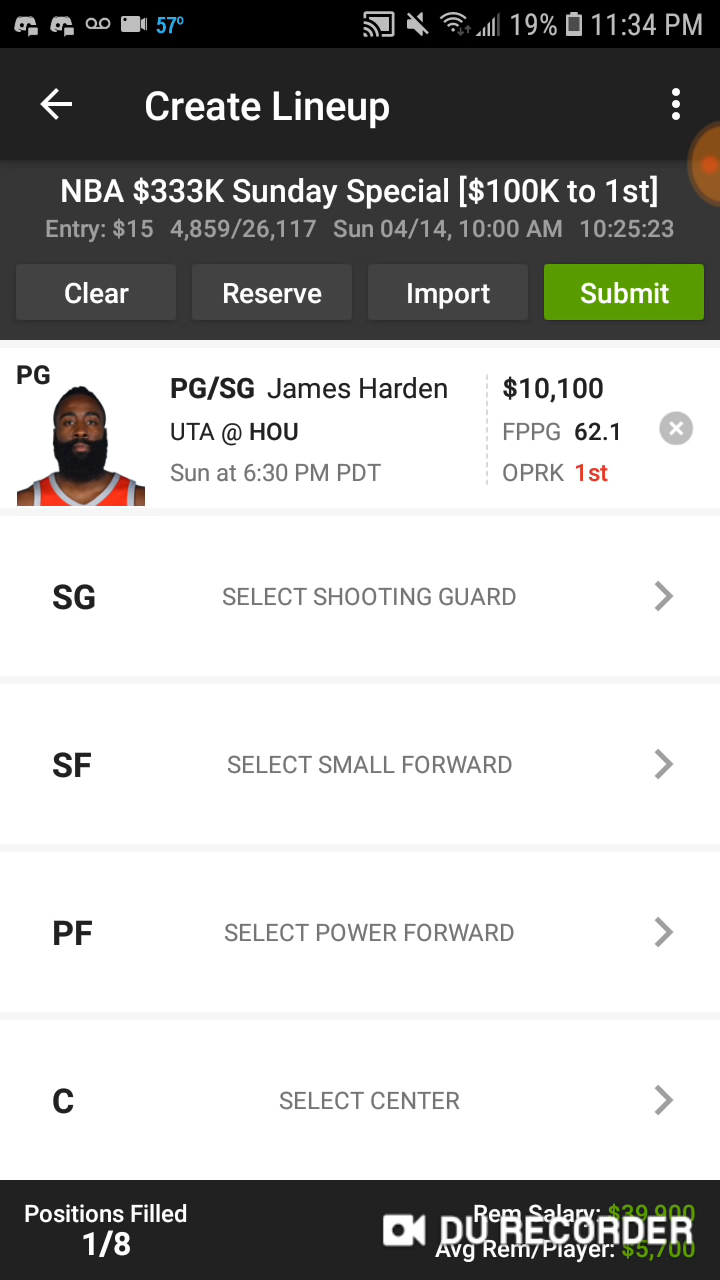 57°
19% 11:34 PM
Create Lineup
NBA $333K Sunday Special [$100K to 1st]
Entry: $15 4,859/26,117 Sun 04/14, 10:00 AM 10:25:23
Clear Reserve Import Submit
PG
PG/SG James Harden $10,100
UTA @ HOU FPPG 62.1
Sun at 6:30 PM PDT OPRK 1st
SG SELECT SHOOTING GUARD
SF SELECT SMALL FORWARD
PF SELECT POWER FORWARD
C SELECT CENTER
Positions Filled Rem Salary: $39,900
1/8 DU RECORDER
Avg Rem/Player: $5,700